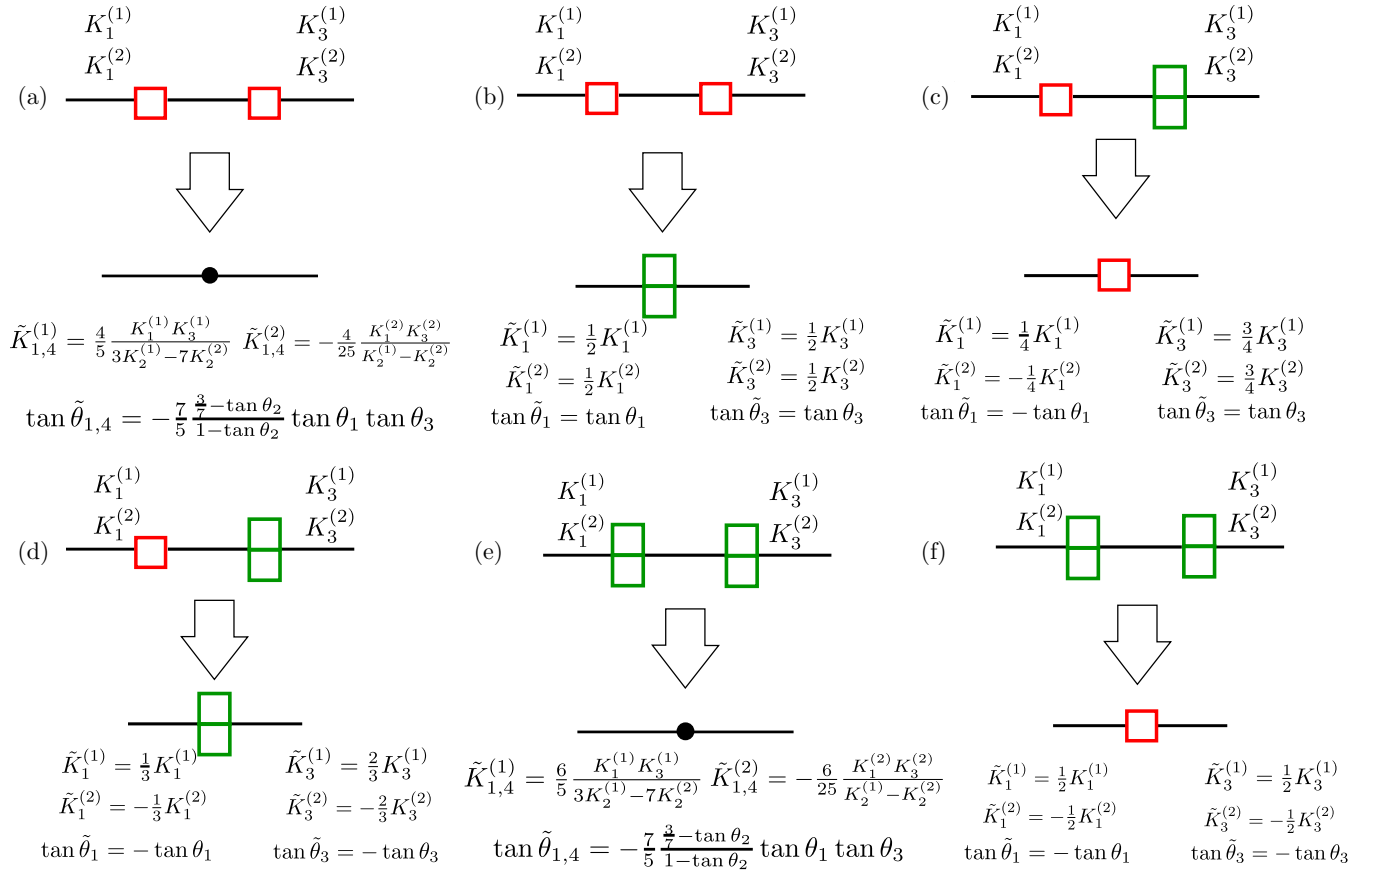 (a) $K_1^{(1)}$ $K_3^{(1)}$
$K_1^{(2)}$ $K_3^{(2)}$
$\tilde{K}_{1,4}^{(1)} = \frac{4}{5} \frac{K_1^{(1)} K_3^{(1)}}{3K_2^{(1)} - 7K_2^{(2)}}$ $\tilde{K}_{1,4}^{(2)} = -\frac{4}{25} \frac{K_1^{(2)} K_3^{(2)}}{K_2^{(1)} - K_2^{(2)}}$
$\tan \tilde{\theta}_{1,4} = -\frac{7}{5} \frac{\frac{3}{7} - \tan \theta_2}{1 - \tan \theta_2} \tan \theta_1 \tan \theta_3$
(b) $K_1^{(1)}$ $K_3^{(1)}$
$K_1^{(2)}$ $K_3^{(2)}$
$\tilde{K}_1^{(1)} = \frac{1}{2} K_1^{(1)}$ $\tilde{K}_3^{(1)} = \frac{1}{2} K_3^{(1)}$
$\tilde{K}_1^{(2)} = \frac{1}{2} K_1^{(2)}$ $\tilde{K}_3^{(2)} = \frac{1}{2} K_3^{(2)}$
$\tan \tilde{\theta}_1 = \tan \theta_1$ $\tan \tilde{\theta}_3 = \tan \theta_3$
(c) $K_1^{(1)}$ $K_3^{(1)}$
$K_1^{(2)}$ $K_3^{(2)}$
$\tilde{K}_1^{(1)} = \frac{1}{4} K_1^{(1)}$ $\tilde{K}_3^{(1)} = \frac{3}{4} K_3^{(1)}$
$\tilde{K}_1^{(2)} = -\frac{1}{4} K_1^{(2)}$ $\tilde{K}_3^{(2)} = \frac{3}{4} K_3^{(2)}$
$\tan \tilde{\theta}_1 = -\tan \theta_1$ $\tan \tilde{\theta}_3 = \tan \theta_3$
(d) $K_1^{(1)}$ $K_3^{(1)}$
$K_1^{(2)}$ $K_3^{(2)}$
$\tilde{K}_1^{(1)} = \frac{1}{3} K_1^{(1)}$ $\tilde{K}_3^{(1)} = \frac{2}{3} K_3^{(1)}$
$\tilde{K}_1^{(2)} = -\frac{1}{3} K_1^{(2)}$ $\tilde{K}_3^{(2)} = -\frac{2}{3} K_3^{(2)}$
$\tan \tilde{\theta}_1 = -\tan \theta_1$ $\tan \tilde{\theta}_3 = -\tan \theta_3$
(e) $K_1^{(1)}$ $K_3^{(1)}$
$K_1^{(2)}$ $K_3^{(2)}$
$\tilde{K}_{1,4}^{(1)} = \frac{6}{5} \frac{K_1^{(1)} K_3^{(1)}}{3K_2^{(1)} - 7K_2^{(2)}}$ $\tilde{K}_{1,4}^{(2)} = -\frac{6}{25} \frac{K_1^{(2)} K_3^{(2)}}{K_2^{(1)} - K_2^{(2)}}$
$\tan \tilde{\theta}_{1,4} = -\frac{7}{5} \frac{\frac{3}{7} - \tan \theta_2}{1 - \tan \theta_2} \tan \theta_1 \tan \theta_3$
(f) $K_1^{(1)}$ $K_3^{(1)}$
$K_1^{(2)}$ $K_3^{(2)}$
$\tilde{K}_1^{(1)} = \frac{1}{2} K_1^{(1)}$ $\tilde{K}_3^{(1)} = \frac{1}{2} K_3^{(1)}$
$\tilde{K}_1^{(2)} = -\frac{1}{2} K_1^{(2)}$ $\tilde{K}_3^{(2)} = -\frac{1}{2} K_3^{(2)}$
$\tan \tilde{\theta}_1 = -\tan \theta_1$ $\tan \tilde{\theta}_3 = -\tan \theta_3$